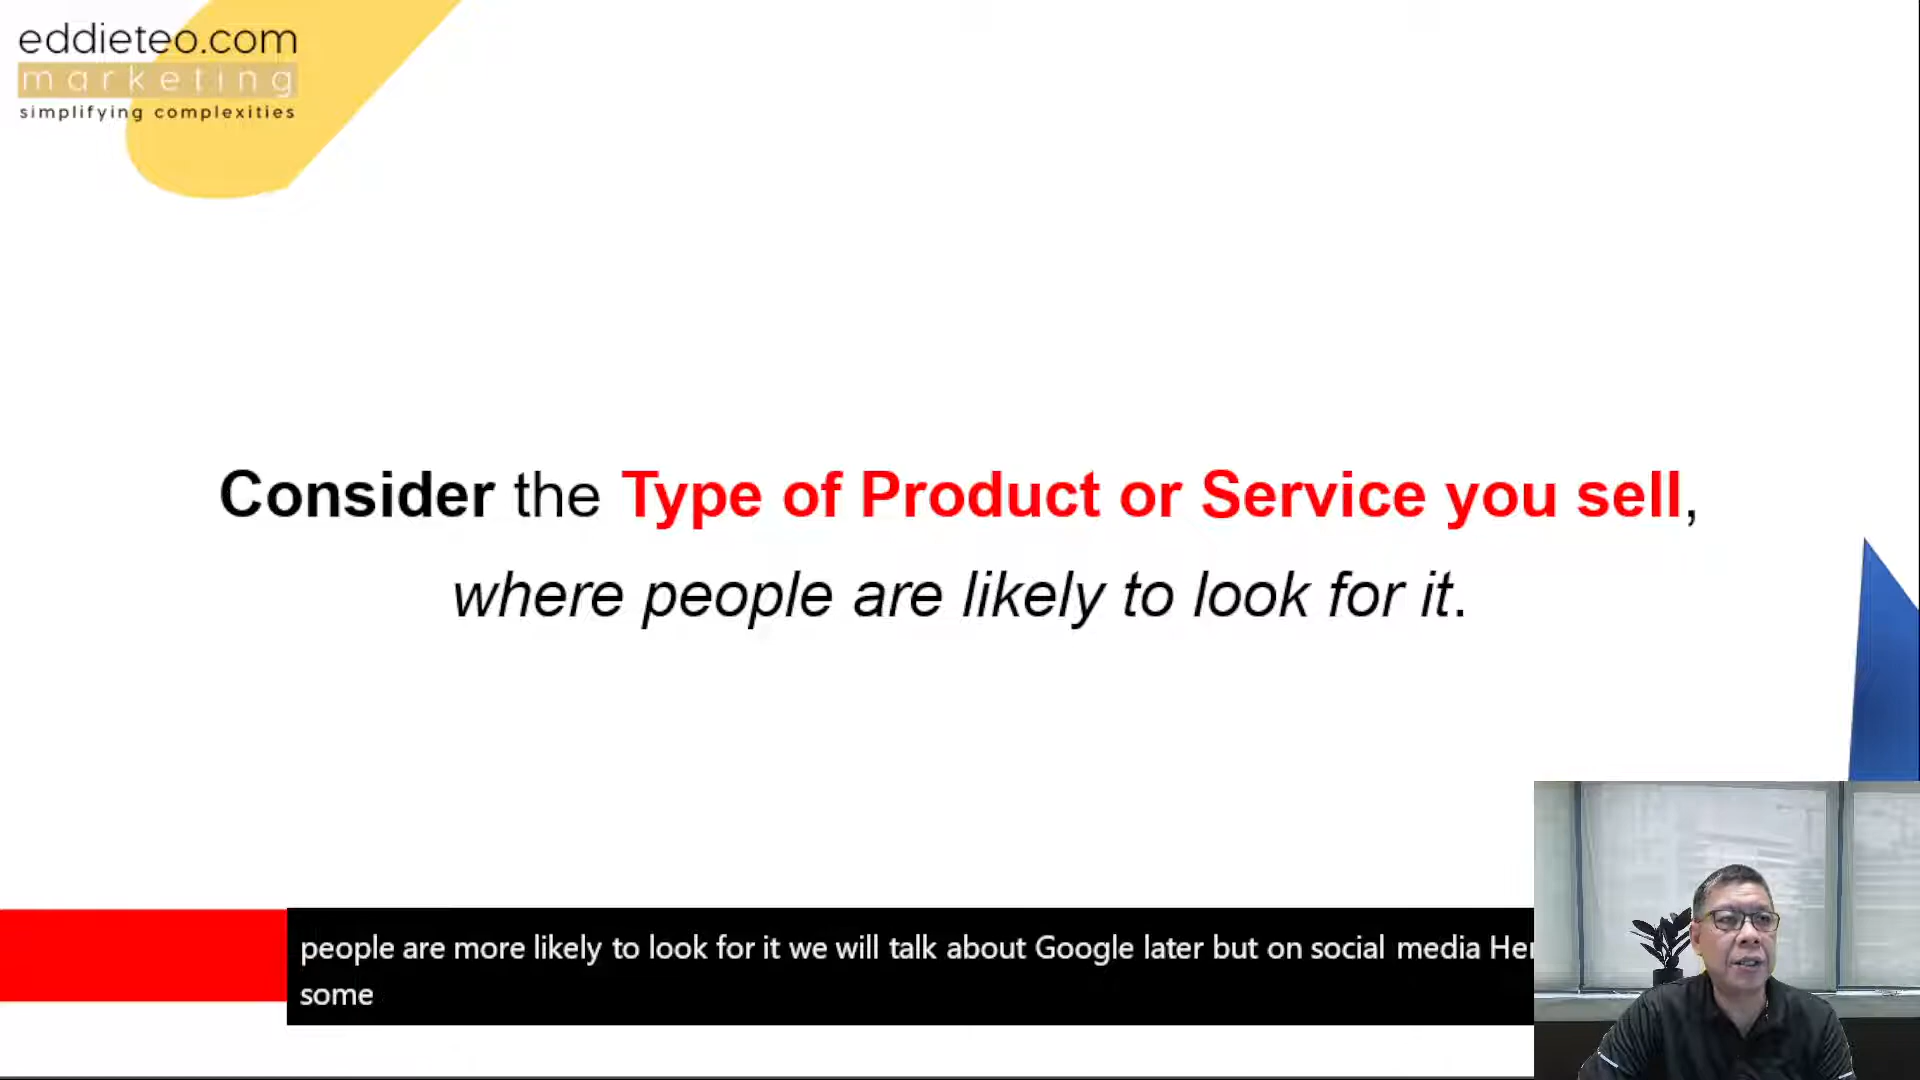 eddieteo.com
marketing
simplifying complexities
Consider the Type of Product or Service you sell,
where people are likely to look for it.
people are more likely to look for it we will talk about Google later but on social media Her
some